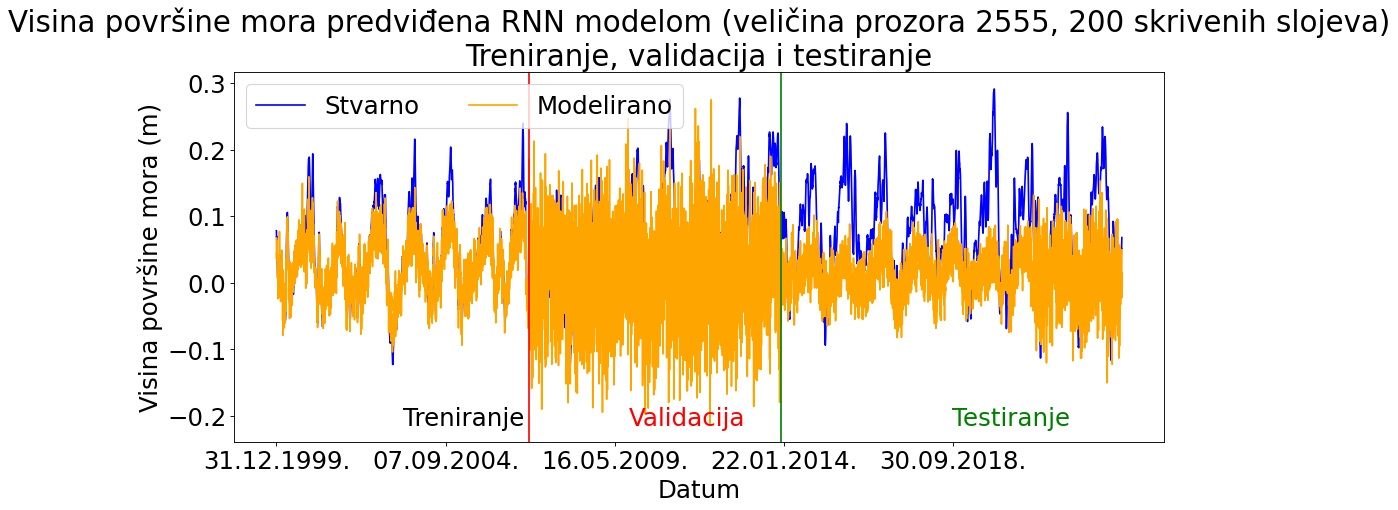 Visina površine mora predviđena RNN modelom (veličina prozora 2555, 200 skrivenih slojeva)
Treniranje, validacija i testiranje
Stvarno
Modelirano
Visina površine mora (m)
0.3
0.2
0.1
0.0
−0.1
−0.2
Treniranje
Validacija
Testiranje
31.12.1999.
07.09.2004.
16.05.2009.
22.01.2014.
30.09.2018.
Datum